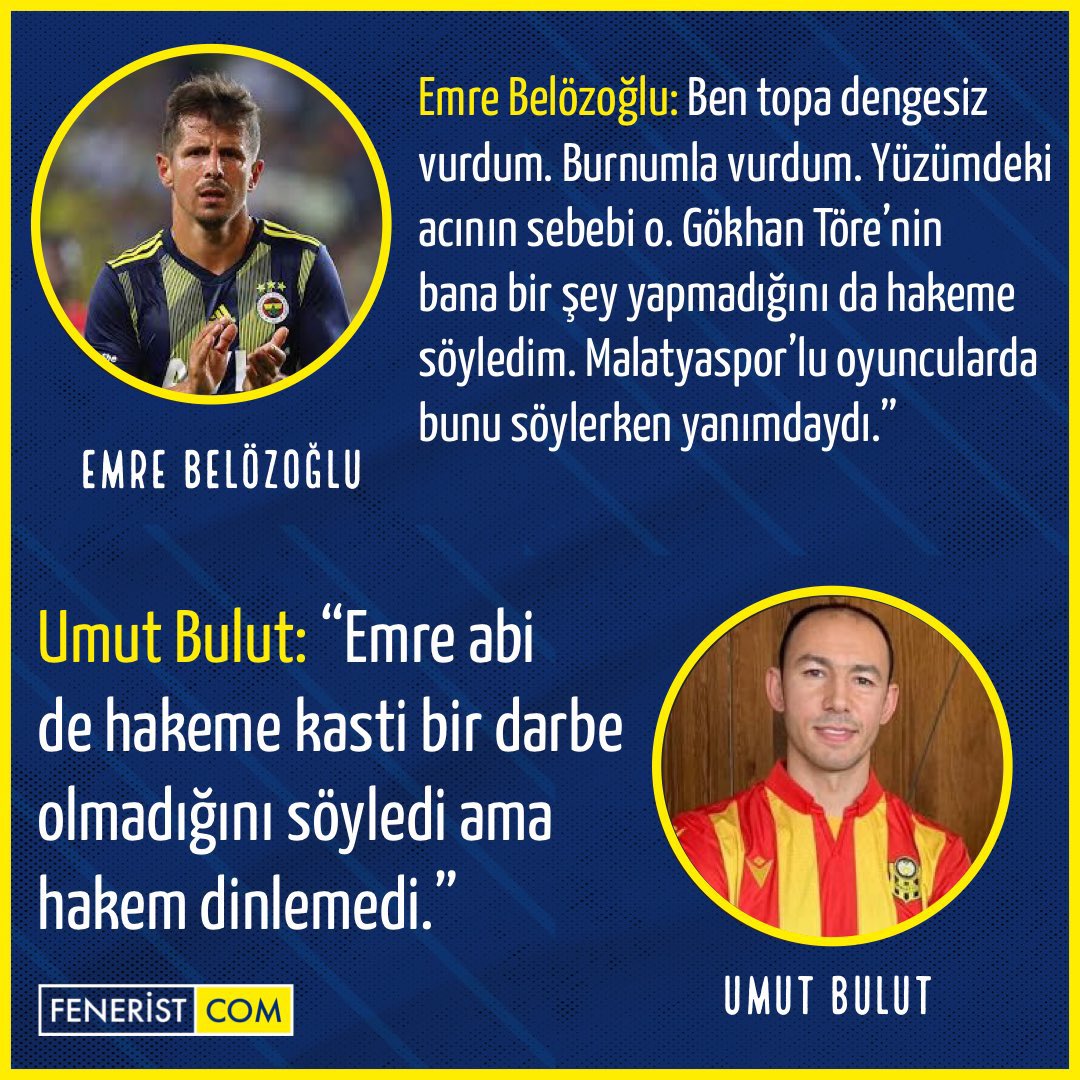 Emre Belözoğlu: Ben topa dengesiz
vurdum. Burnumla vurdum. Yüzümdeki
acının sebebi o. Gökhan Töre’nin
bana bir şey yapmadığını da hakeme
söyledim. Malatyaspor’lu oyuncularda
bunu söylerken yanımdaydı.”
EMRE BELÖZOĞLU
Umut Bulut: “Emre abi
de hakeme kasti bir darbe
olmadığını söyledi ama
hakem dinlemedi.”
UMUT BULUT
FENERİST COM